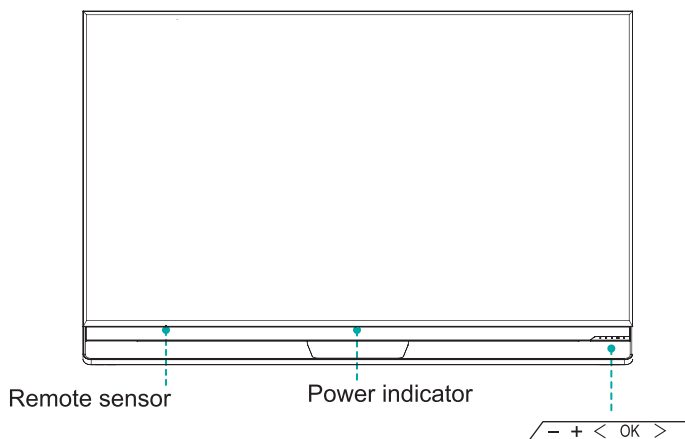 Remote sensor
Power indicator
− + < OK >